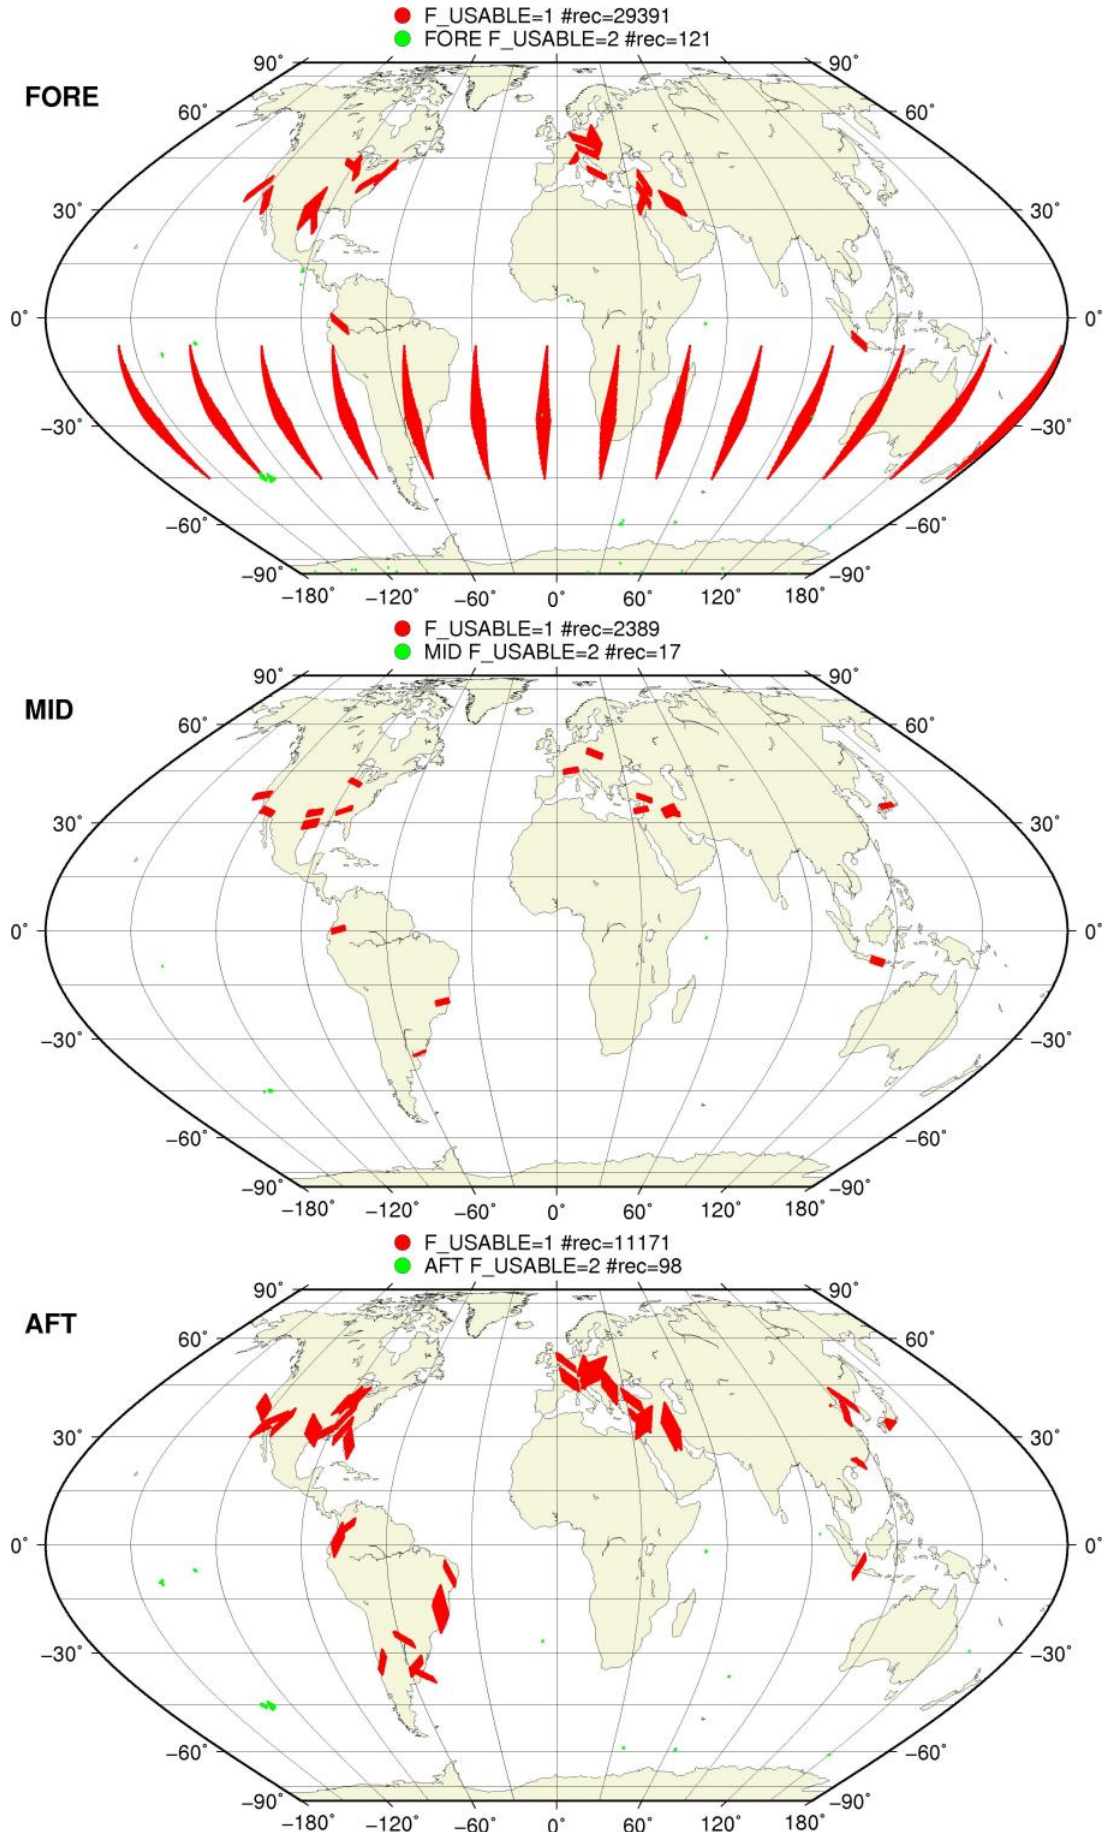 F_USABLE=1 #rec=29391
FORE F_USABLE=2 #rec=121
FORE
90° 90°
60° 60°
30° 30°
0° 0°
−30° −30°
−60° −60°
−90° −90°
−180° −120° −60° 0° 60° 120° 180°
F_USABLE=1 #rec=2389
MID F_USABLE=2 #rec=17
MID
90° 90°
60° 60°
30° 30°
0° 0°
−30° −30°
−60° −60°
−90° −90°
−180° −120° −60° 0° 60° 120° 180°
F_USABLE=1 #rec=11171
AFT F_USABLE=2 #rec=98
AFT
90° 90°
60° 60°
30° 30°
0° 0°
−30° −30°
−60° −60°
−90° −90°
−180° −120° −60° 0° 60° 120° 180°